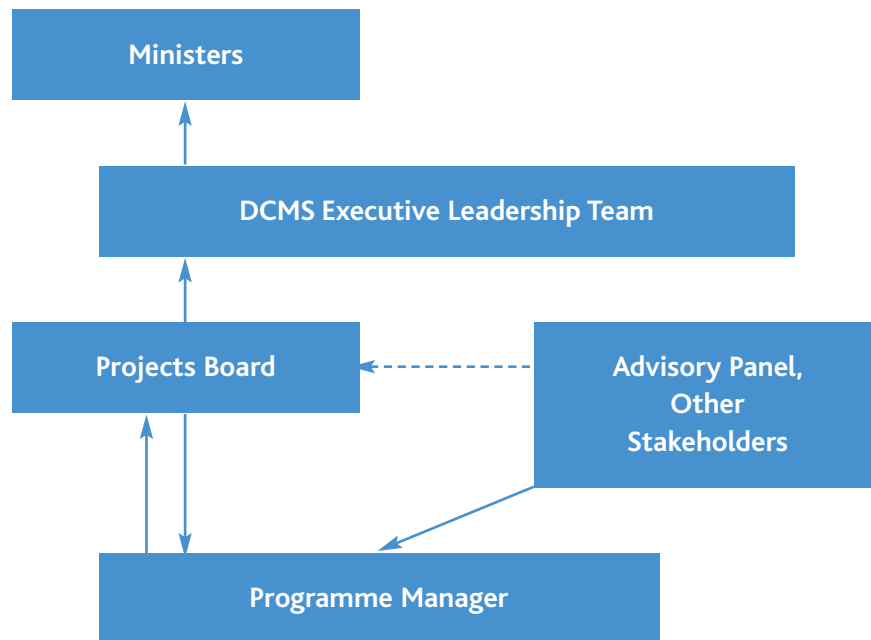 Ministers
DCMS Executive Leadership Team
Projects Board
Advisory Panel,
Other
Stakeholders
Programme Manager